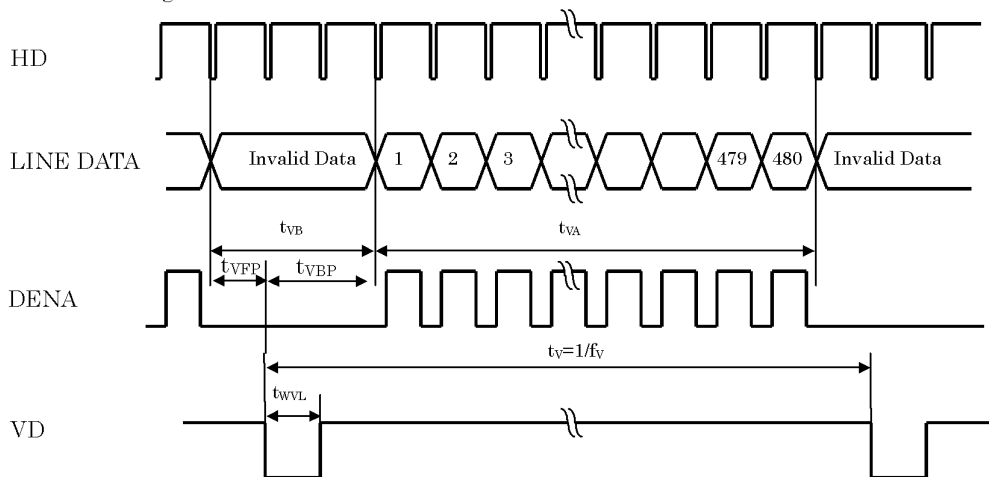 HD
LINE DATA
Invalid Data
1
2
3
479
480
Invalid Data
tVB
tVA
tVFP
tVBP
DENA
tV=1/fV
tWVL
VD